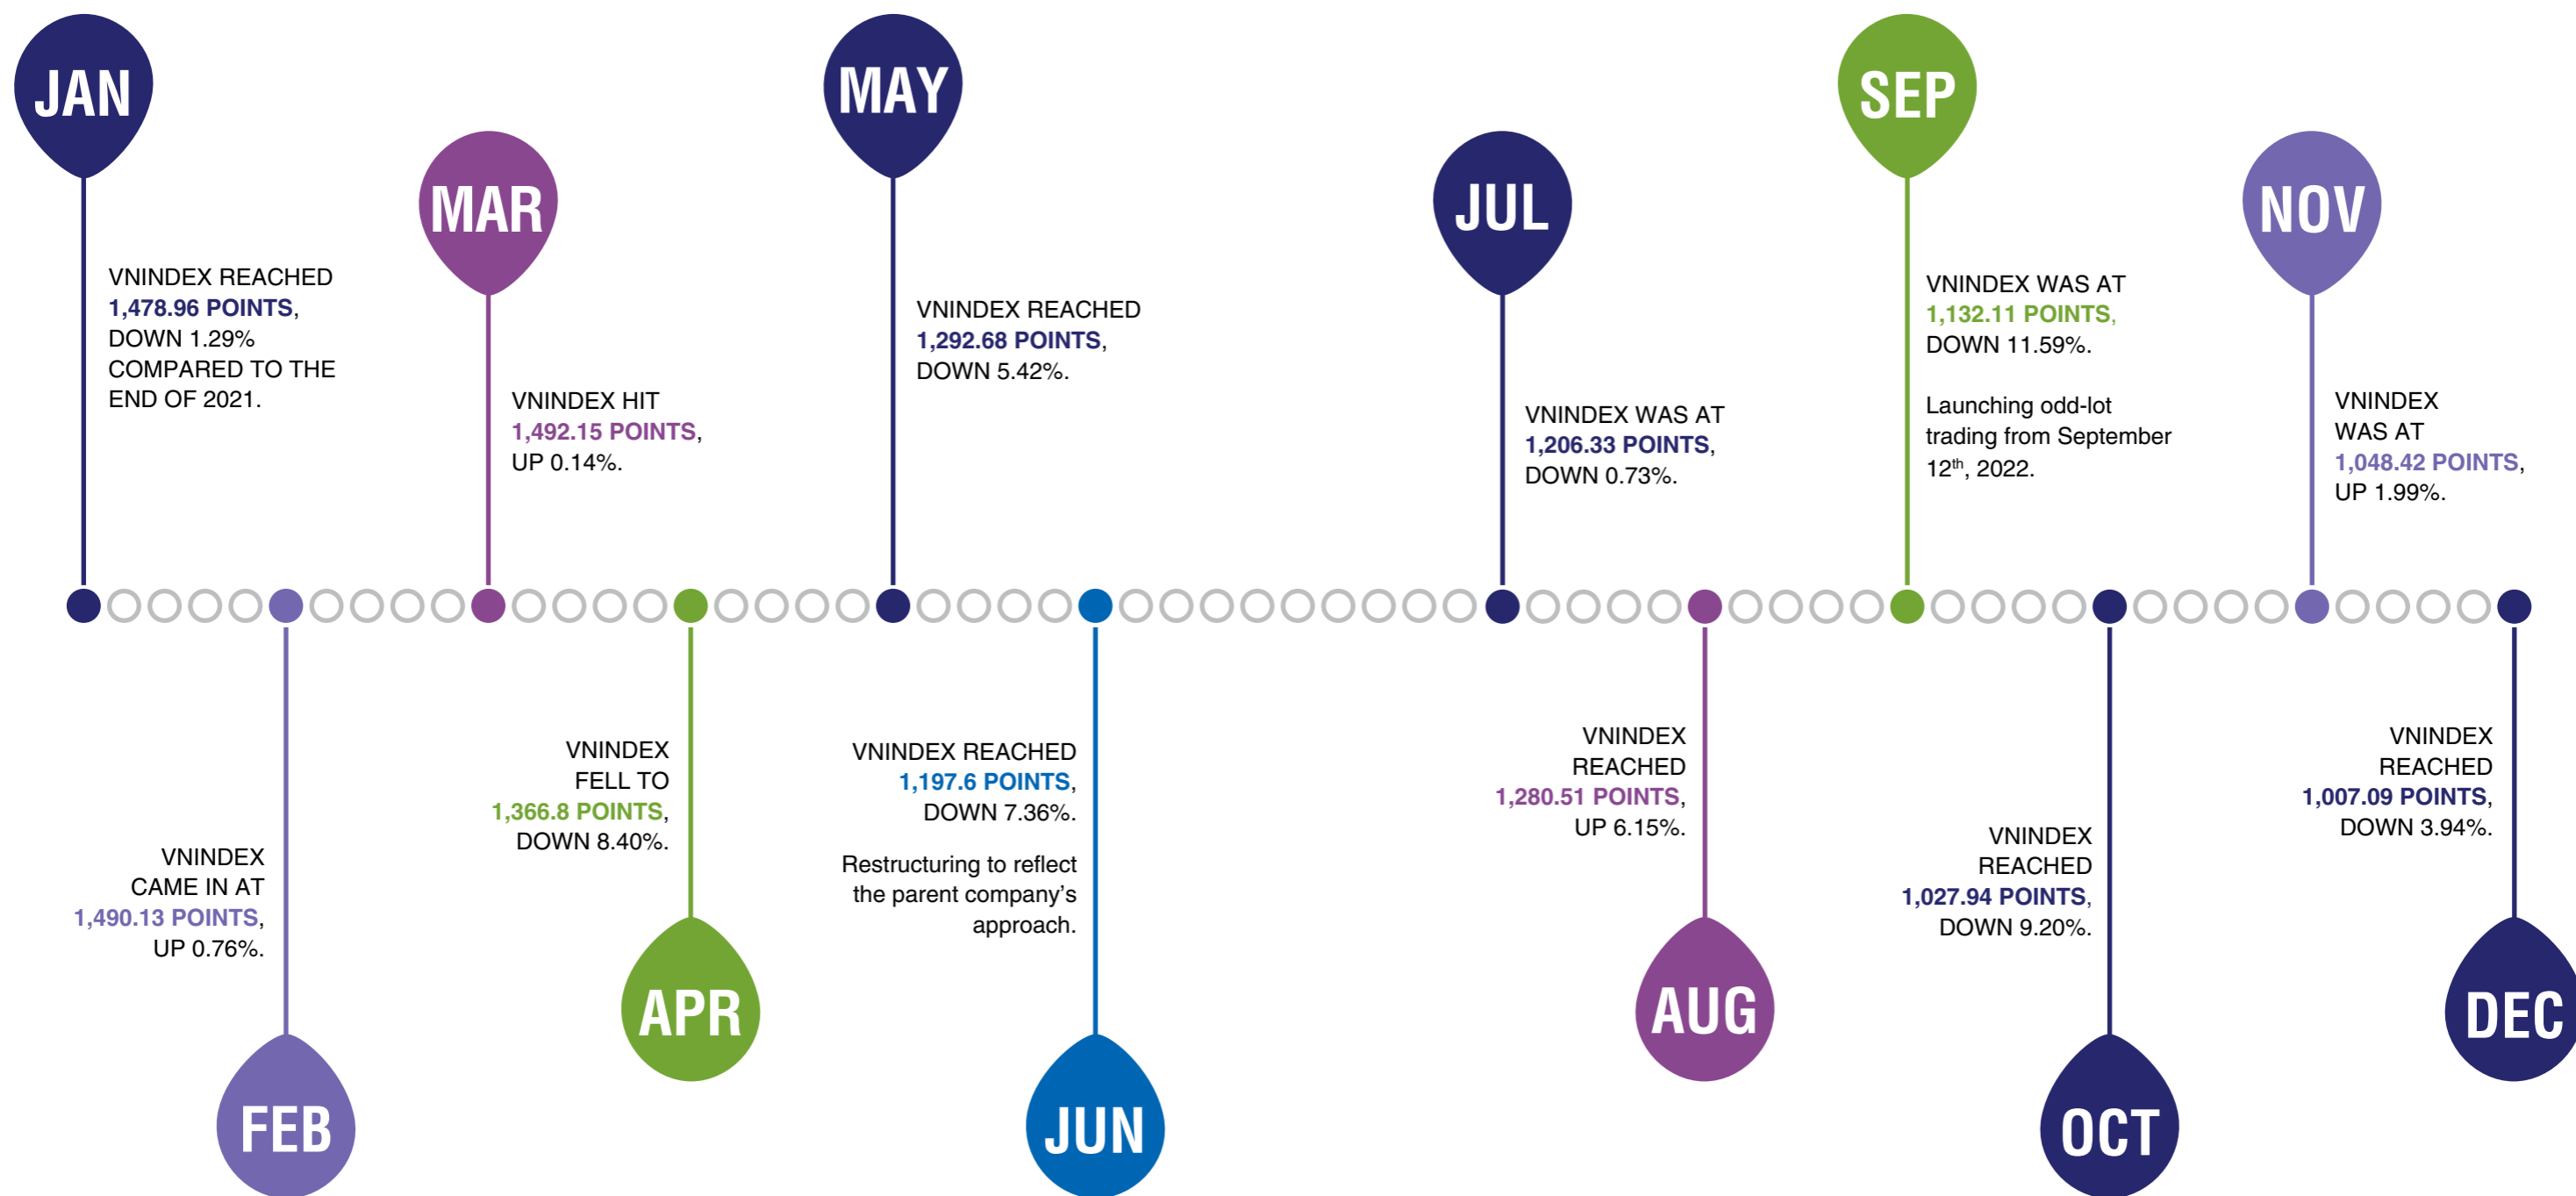 JAN
VNINDEX REACHED
1,478.96 POINTS,
DOWN 1.29%
COMPARED TO THE
END OF 2021.
FEB
VNINDEX
CAME IN AT
1,490.13 POINTS,
UP 0.76%.
MAR
VNINDEX HIT
1,492.15 POINTS,
UP 0.14%.
APR
VNINDEX
FELL TO
1,366.8 POINTS,
DOWN 8.40%.
MAY
VNINDEX REACHED
1,292.68 POINTS,
DOWN 5.42%.
JUN
VNINDEX REACHED
1,197.6 POINTS,
DOWN 7.36%.
Restructuring to reflect
the parent company’s
approach.
JUL
VNINDEX WAS AT
1,206.33 POINTS,
DOWN 0.73%.
AUG
VNINDEX
REACHED
1,280.51 POINTS,
UP 6.15%.
SEP
VNINDEX WAS AT
1,132.11 POINTS,
DOWN 11.59%.
Launching odd-lot
trading from September
12th, 2022.
OCT
VNINDEX
REACHED
1,027.94 POINTS,
DOWN 9.20%.
NOV
VNINDEX
WAS AT
1,048.42 POINTS,
UP 1.99%.
DEC
VNINDEX
REACHED
1,007.09 POINTS,
DOWN 3.94%.